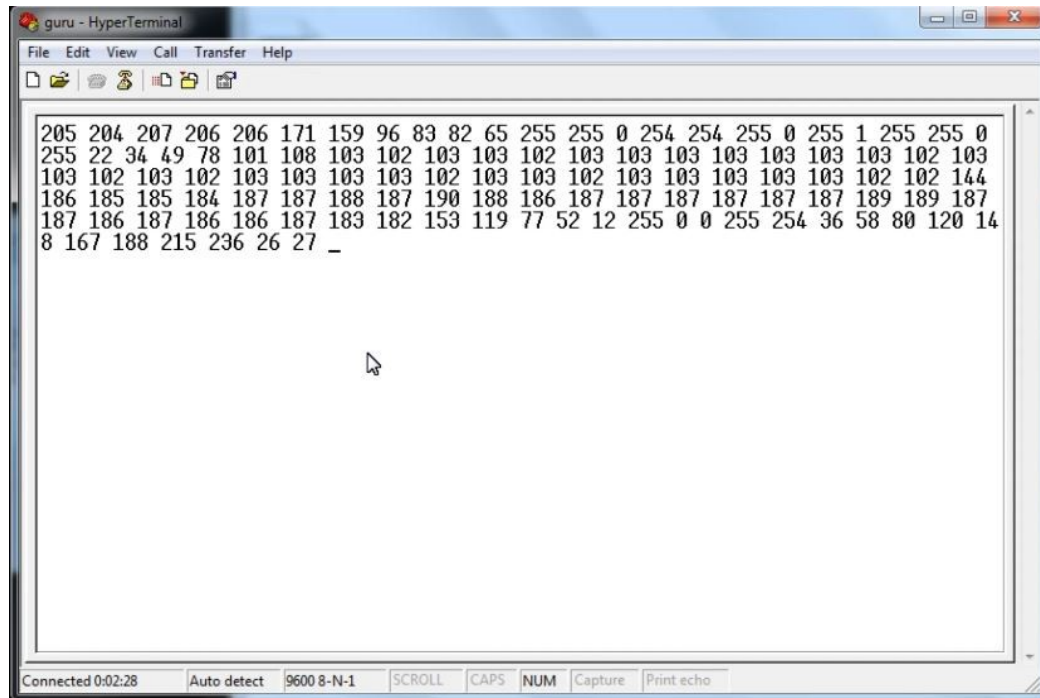 guru - HyperTerminal
File Edit View Call Transfer Help
205 204 207 206 206 171 159 96 83 82 65 255 255 0 254 254 255 0 255 1 255 255 0
255 22 34 49 78 101 108 103 102 103 103 102 103 103 103 103 103 103 103 102 103
103 102 103 102 103 103 103 103 102 103 103 102 103 103 103 103 103 102 102 144
186 185 185 184 187 187 188 187 190 188 186 187 187 187 187 187 187 189 189 187
187 186 187 186 186 186 187 183 182 153 119 77 52 12 255 0 0 255 254 36 58 80 120 14
8 167 188 215 236 26 27 _
Connected 0:02:28 Auto detect 9600 8-N-1 SCROLL CAPS NUM Capture Print echo